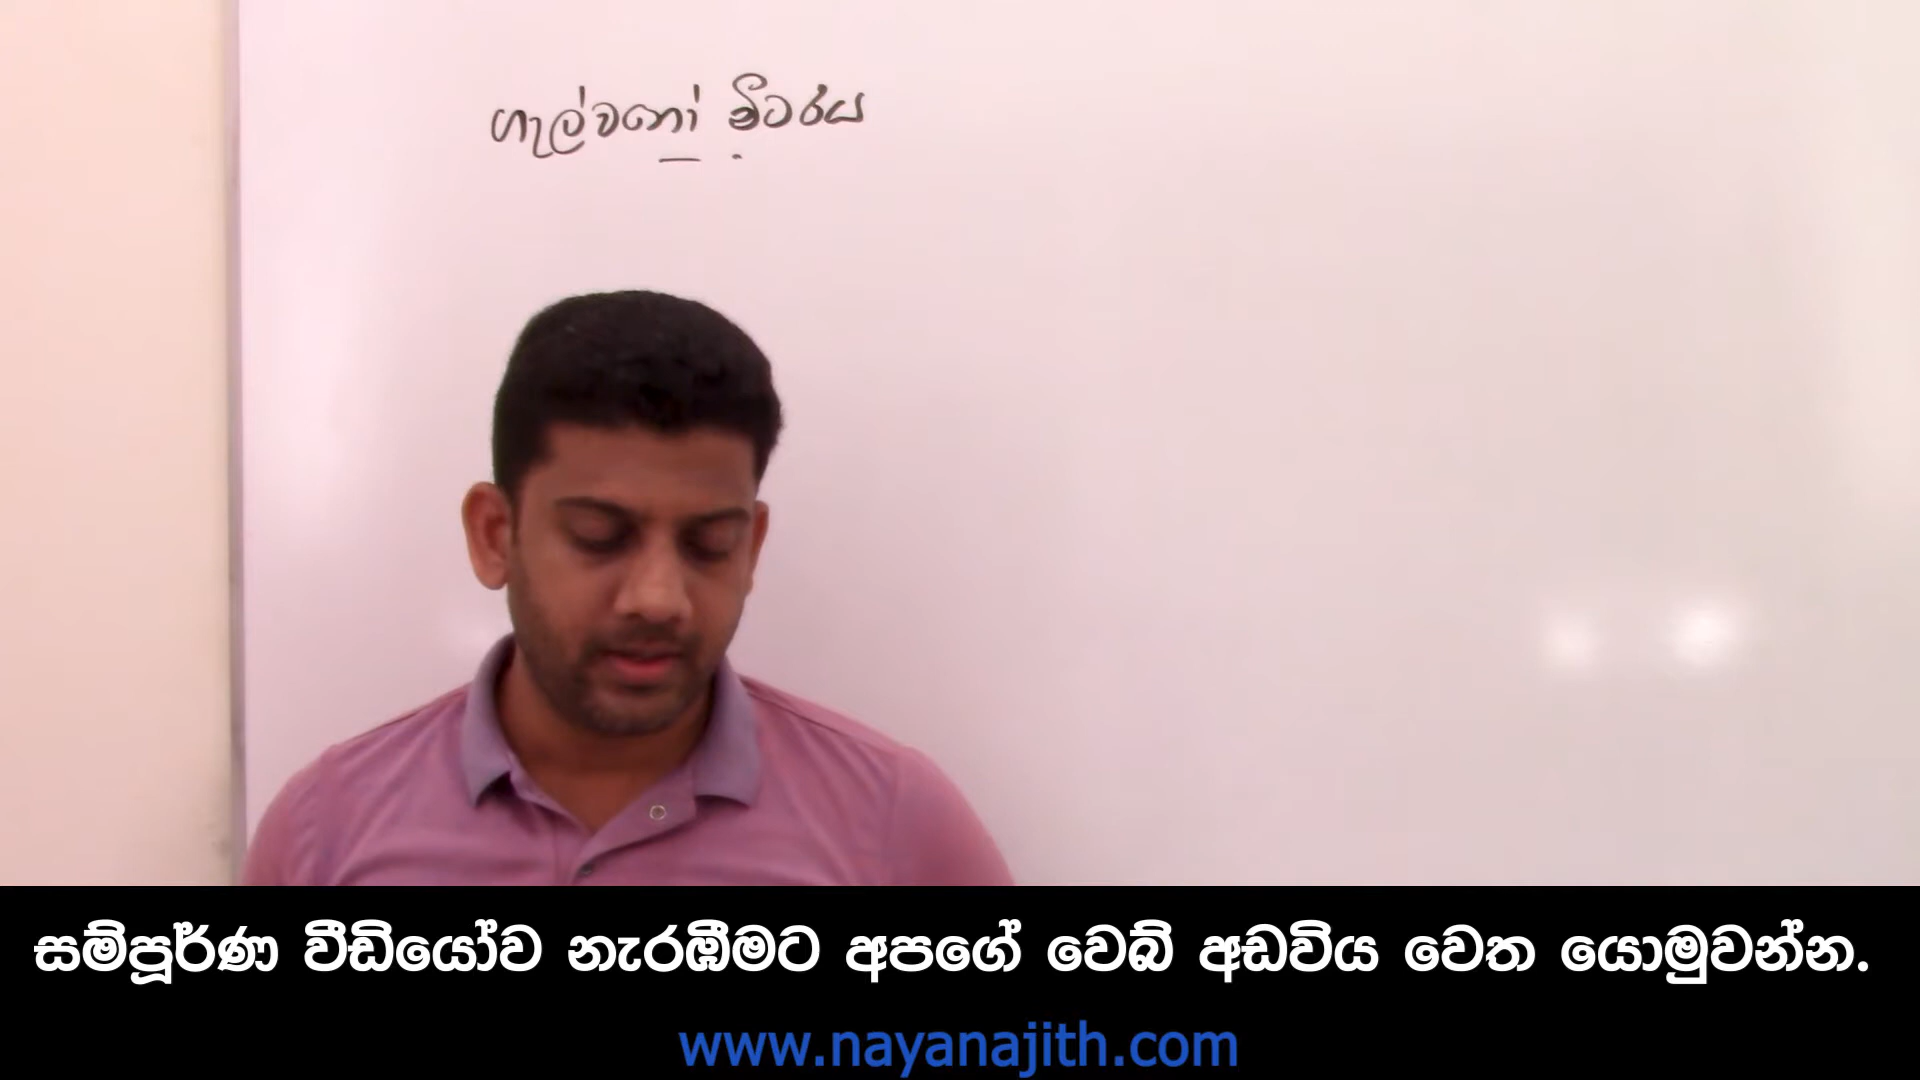 ගැල්වනෝ මීටරය
සම්පූර්ණ වීඩියෝව නැරඹීමට අපගේ වෙබ් අඩවිය වෙත යොමුවන්න.
www.nayanajith.com